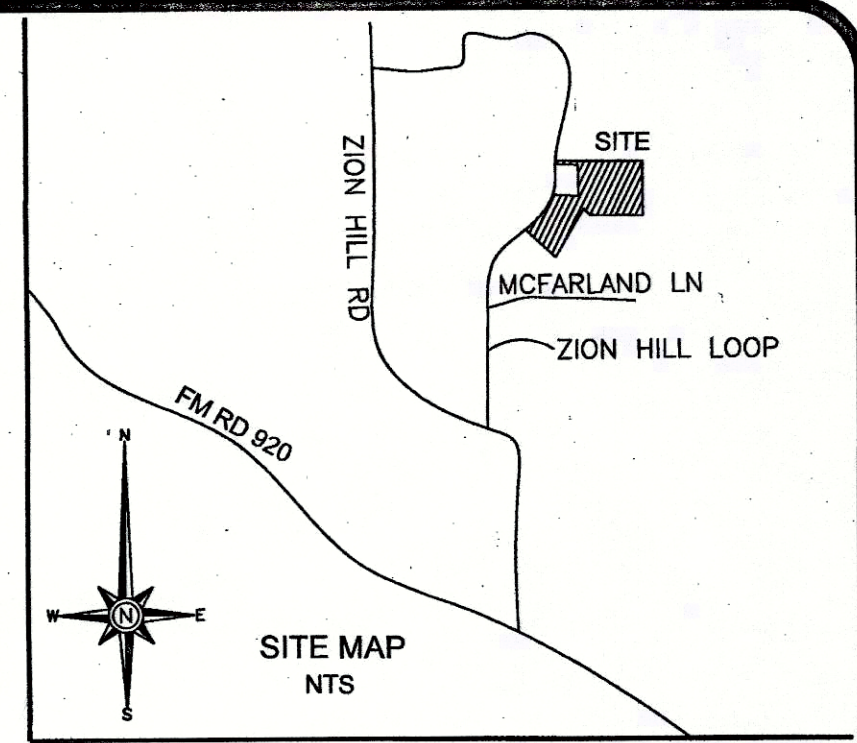 SITE
ZION HILL RD
MCFARLAND LN
ZION HILL LOOP
FM RD 920
N
W N E
S
SITE MAP
NTS